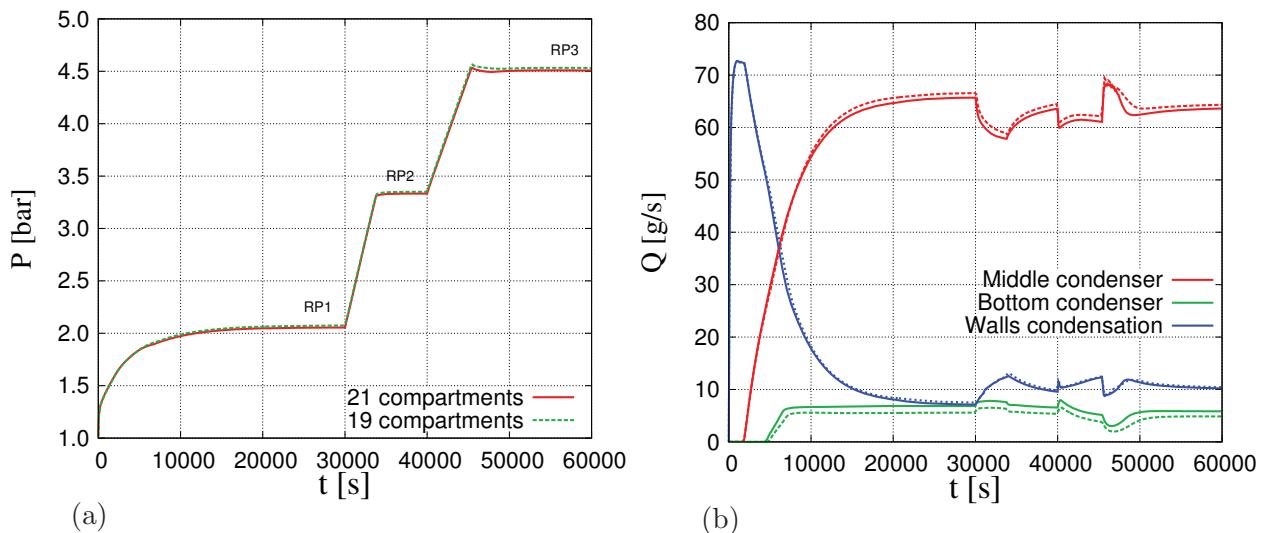 5.0
4.5
4.0
3.5
3.0
2.5
2.0
1.5
1.0
P [bar]
RP1
RP2
RP3
21 compartments
19 compartments
0 10000 20000 30000 40000 50000 60000
t [s]
(a)
80
70
60
50
40
30
20
10
0
Q [g/s]
Middle condenser
Bottom condenser
Walls condensation
0 10000 20000 30000 40000 50000 60000
t [s]
(b)